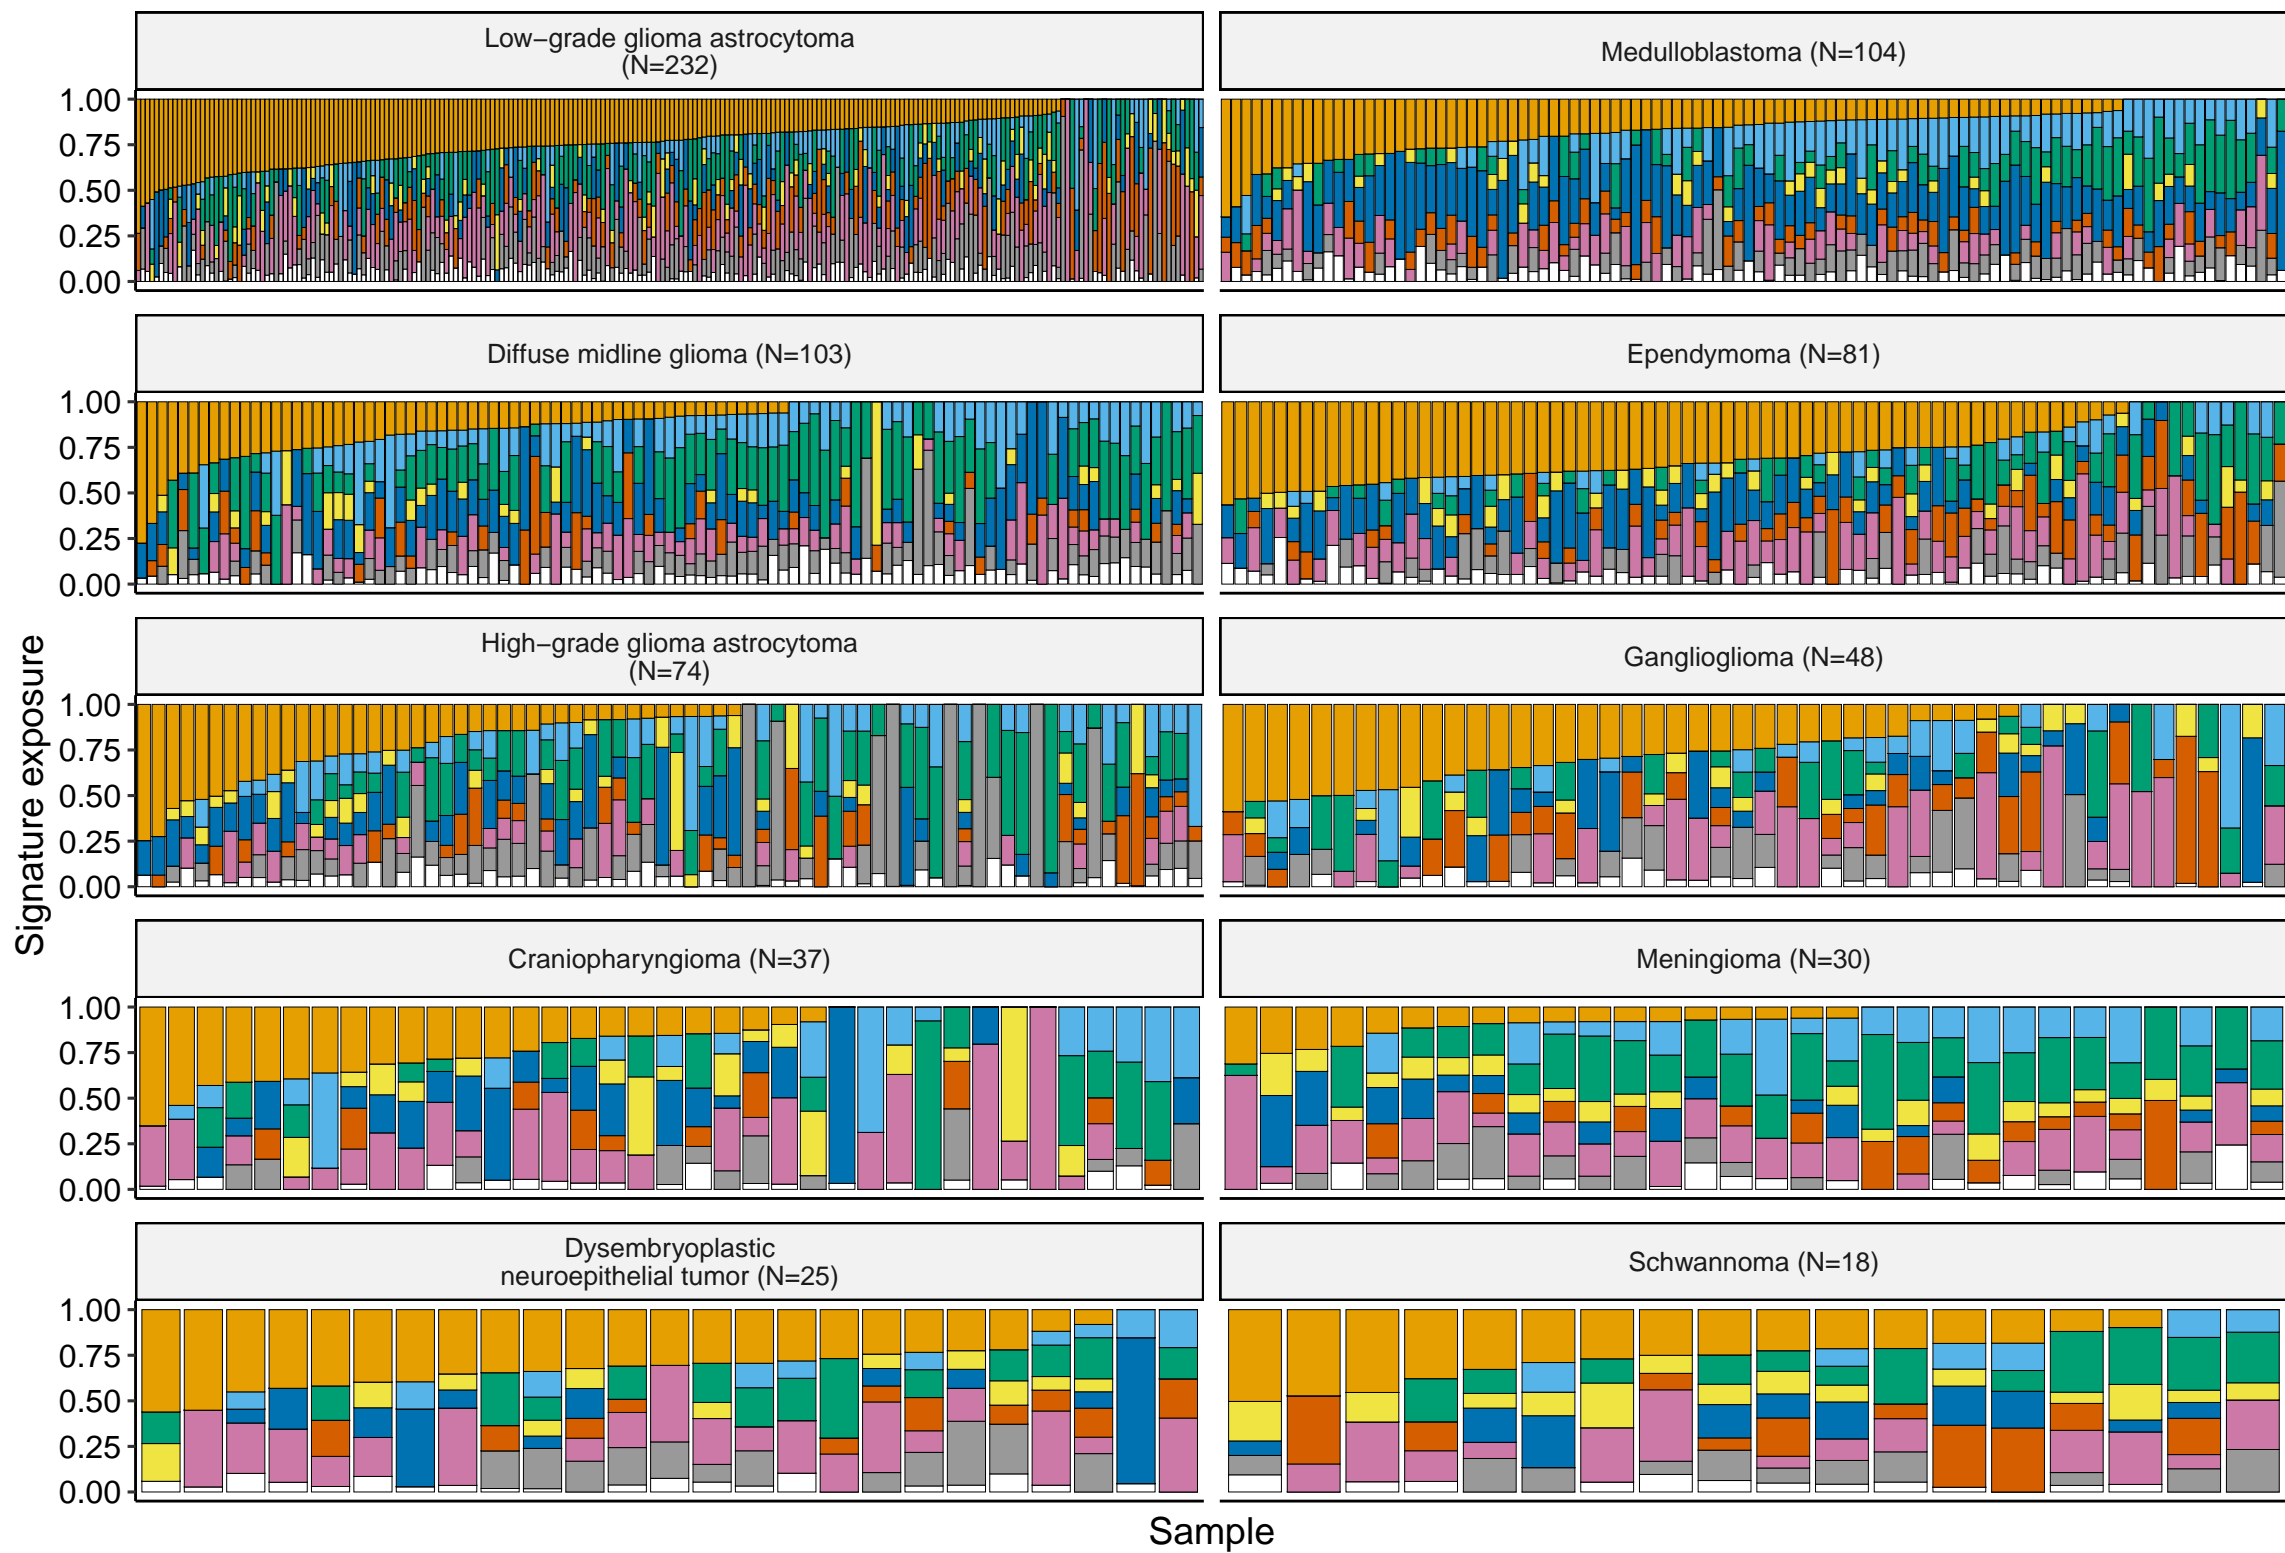 Low−grade glioma astrocytoma
(N=232)
Medulloblastoma (N=104)
1.00
0.75
0.50
0.25
0.00
Diffuse midline glioma (N=103)
Ependymoma (N=81)
1.00
0.75
0.50
0.25
0.00
High−grade glioma astrocytoma
(N=74)
Ganglioglioma (N=48)
1.00
0.75
0.50
0.25
0.00
Signature exposure
Craniopharyngioma (N=37)
Meningioma (N=30)
1.00
0.75
0.50
0.25
0.00
Dysembryoplastic
neuroepithelial tumor (N=25)
Schwannoma (N=18)
1.00
0.75
0.50
0.25
0.00
Sample